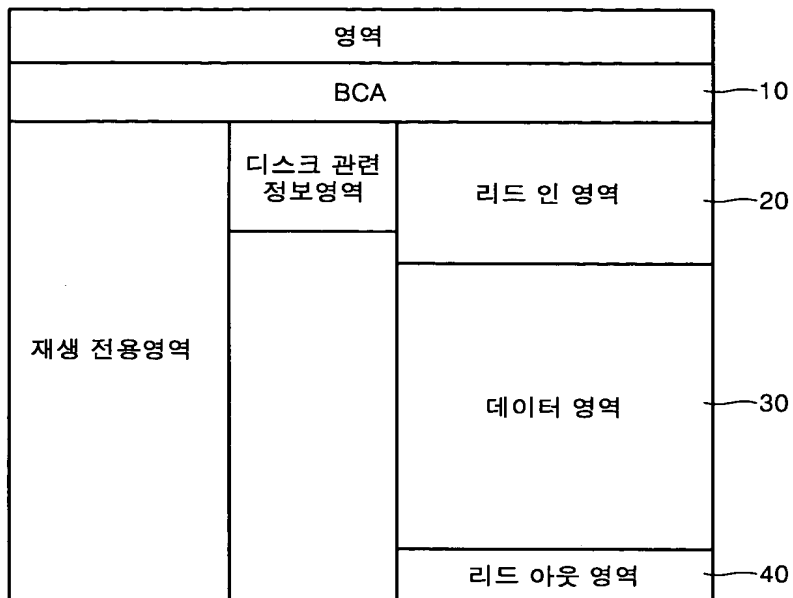 영역
BCA
10
디스크 관련
정보영역
리드 인 영역
20
재생 전용영역
데이터 영역
30
리드 아웃 영역
40